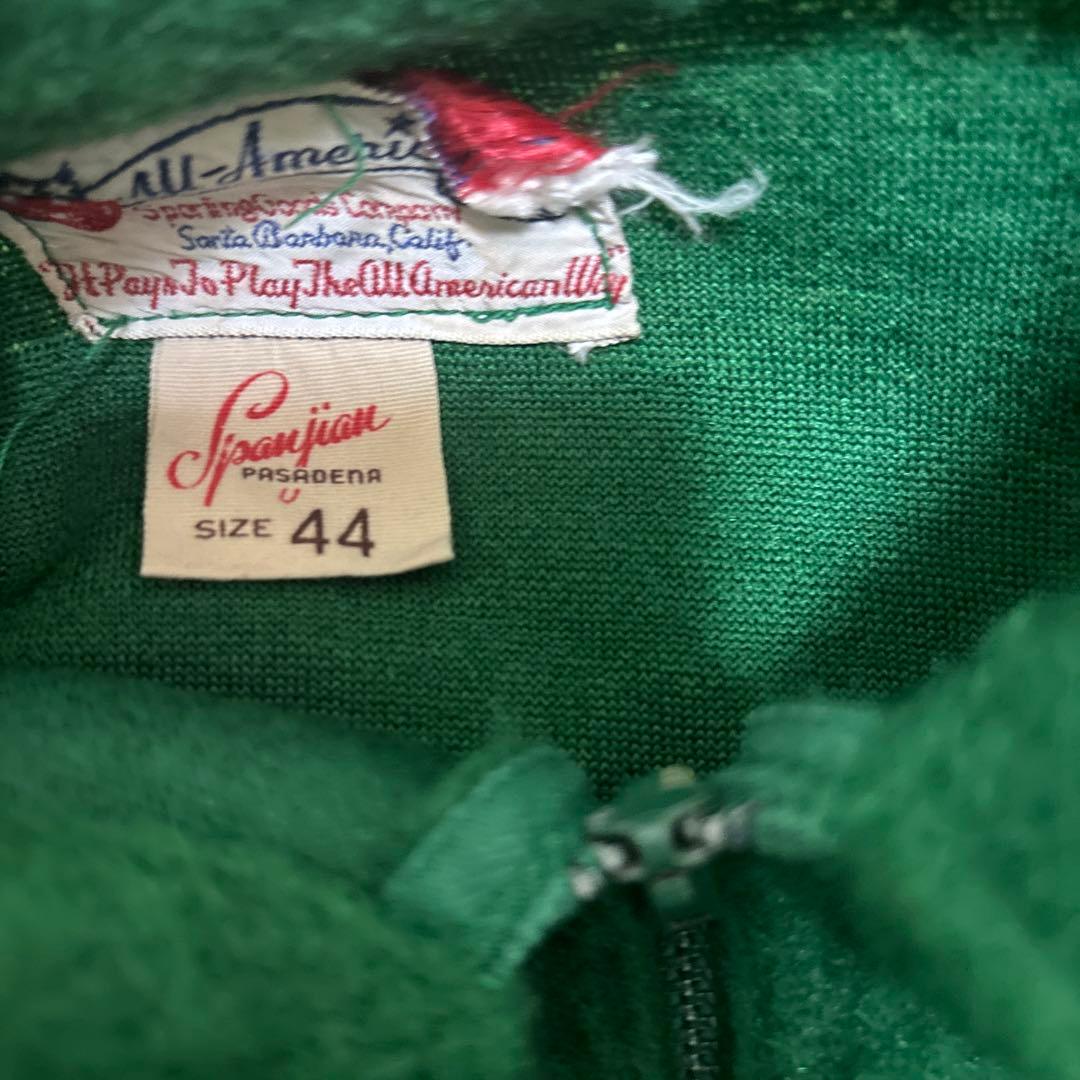 All-Ameri
Sporting Goods Company
Santa Barbara, Calif.
"It Pays To Play The All American Way"
Spanjian
PASADENA
U
SIZE 44